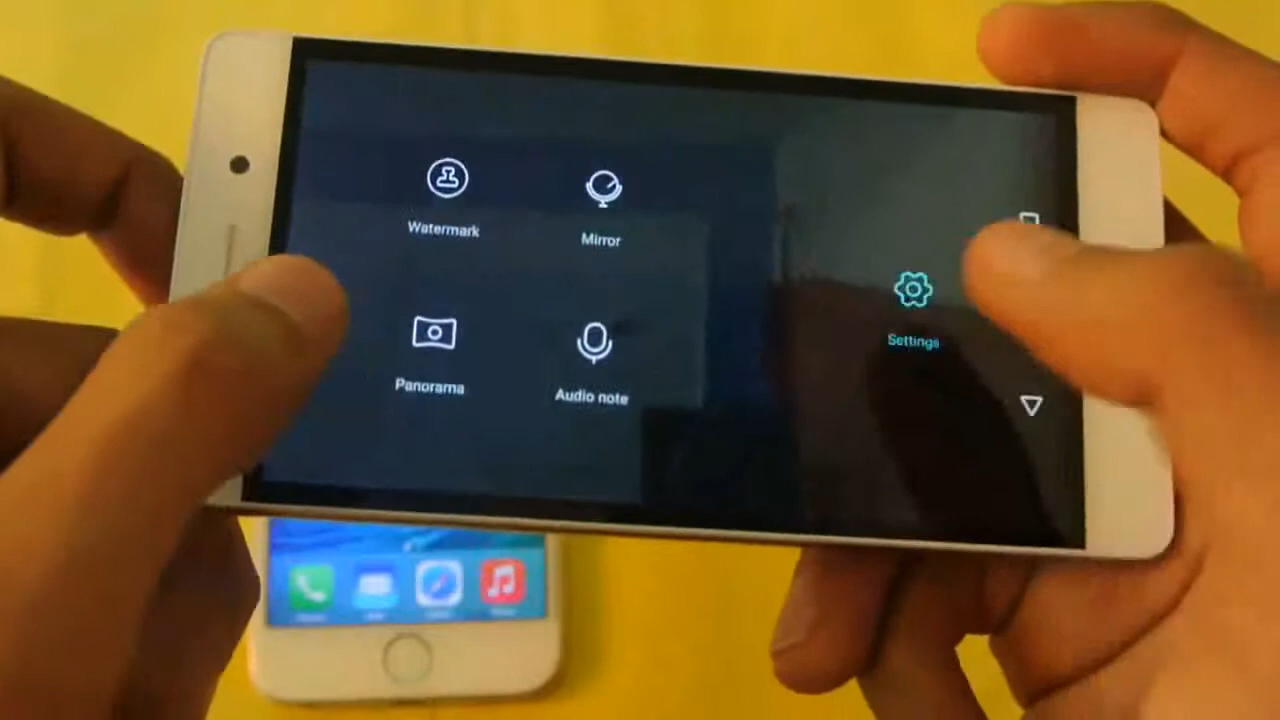 Watermark
Mirror
Settings
Panorama
Audio note